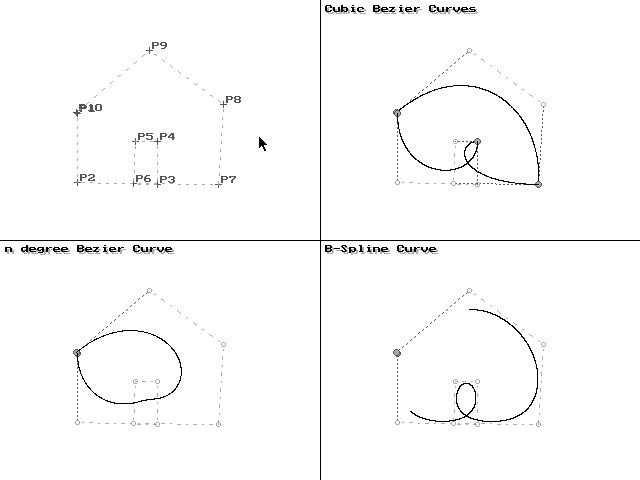 Cubic Bezier Curves
P9
P8
P10
P5 P4
P2 P6 P3 P7
n degree Bezier Curve
B-Spline Curve